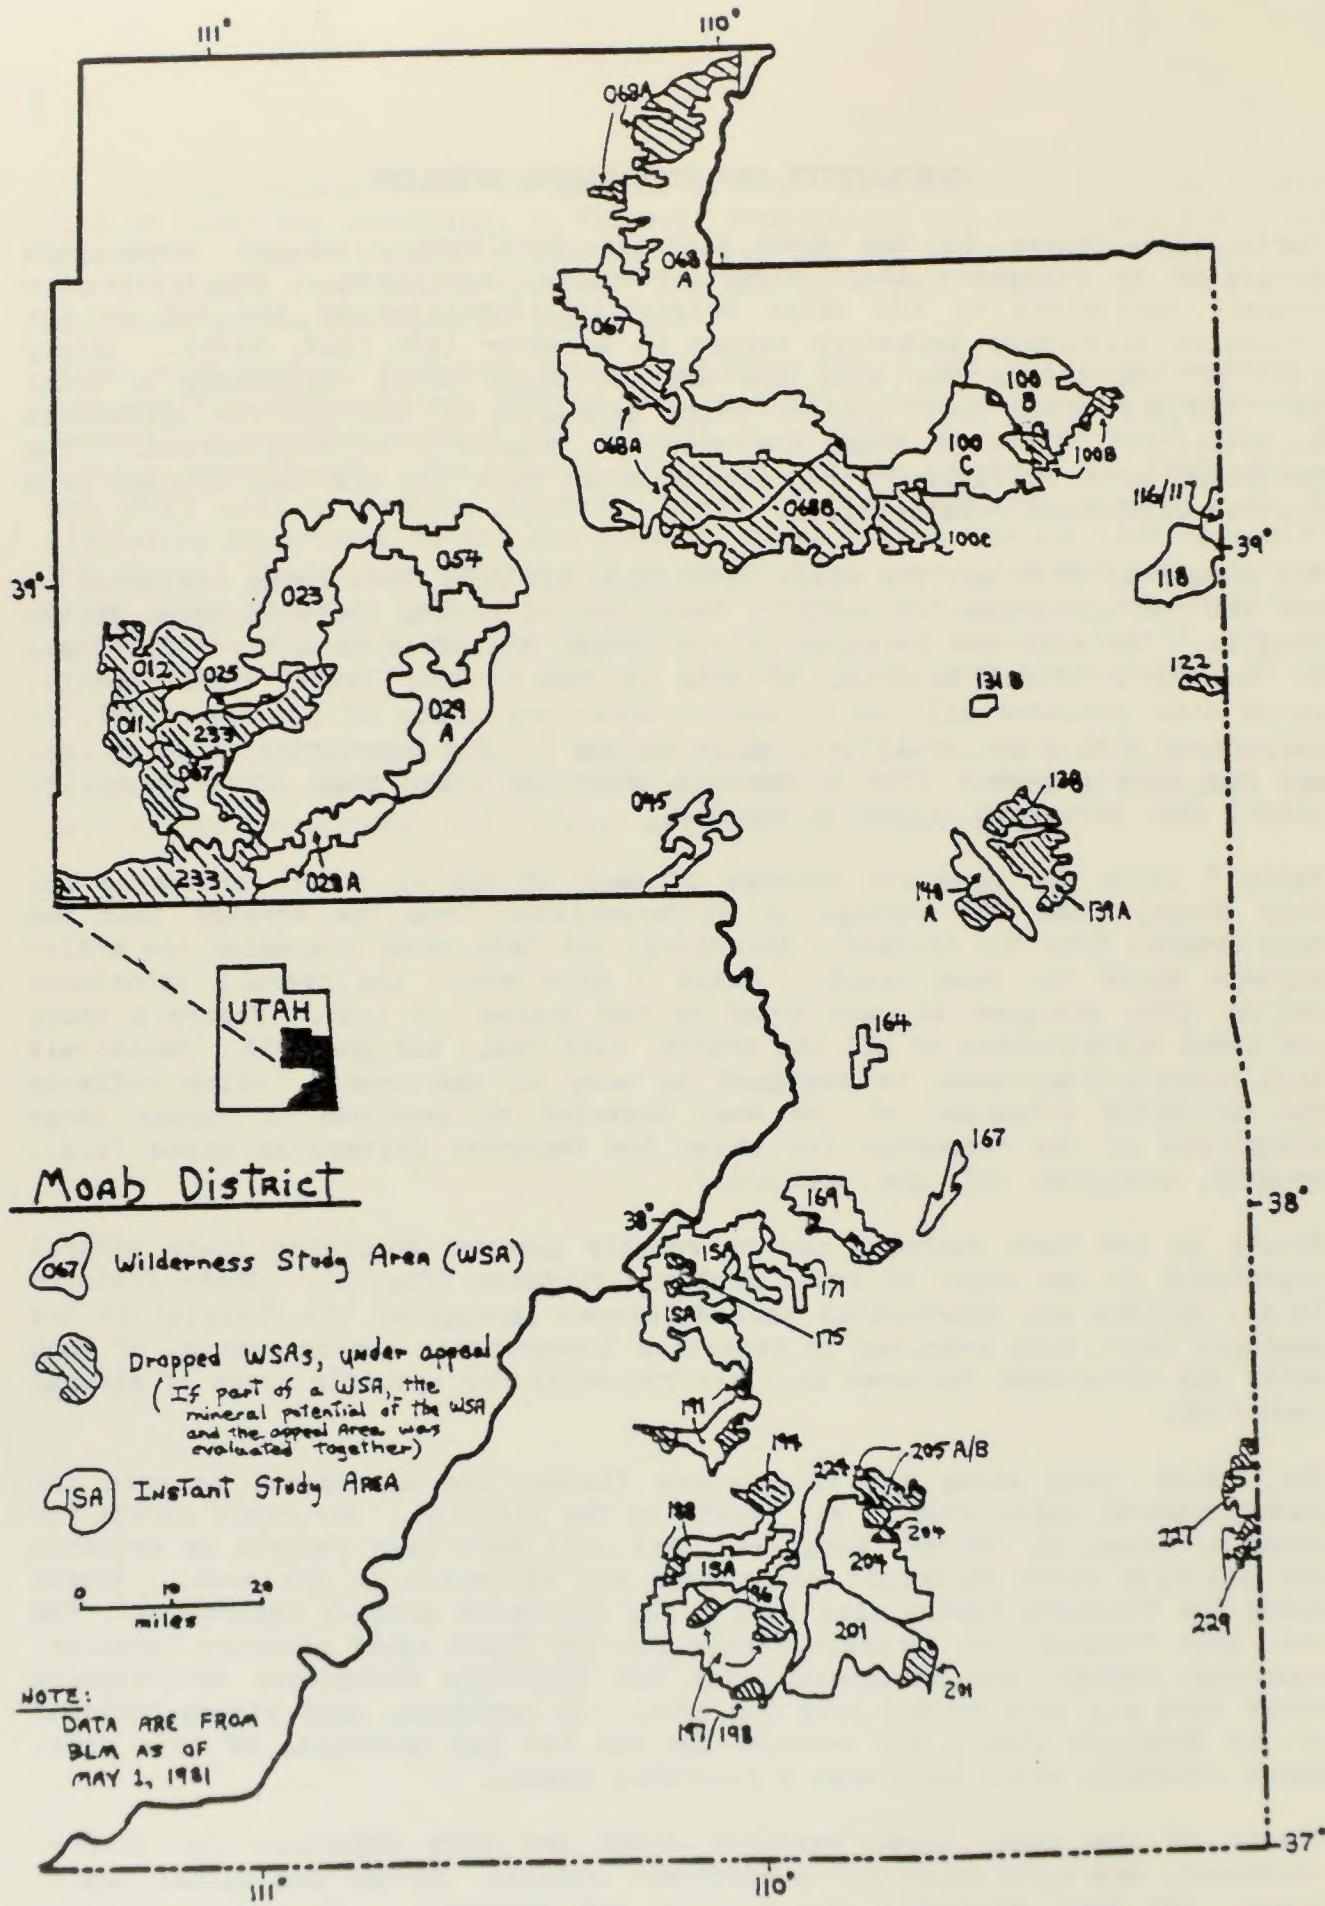 111°
110°
068A
068
A
067
068A
100
B
100
C
100B
068B
100C
116/117
39°
118
39°
054
023
012
025
011
233
067
029
A
122
131B
045
128
148
A
139A
233
028A
UTAH
164
167
169
38°
38°
ISA
171
ISA
175
MOAB DISTRICT
067
Wilderness Study Area (WSA)
Dropped WSAs, under appeal
(If part of a WSA, the
mineral potential of the WSA
and the appeal Area was
evaluated together)
ISA
Instant Study AREA
0 10 20
miles
191
194
224
205 A/B
188
204
ISA
204
196
201
201
197/198
227
229
NOTE:
DATA ARE FROM
BLM AS OF
MAY 1, 1981
37°
111°
110°